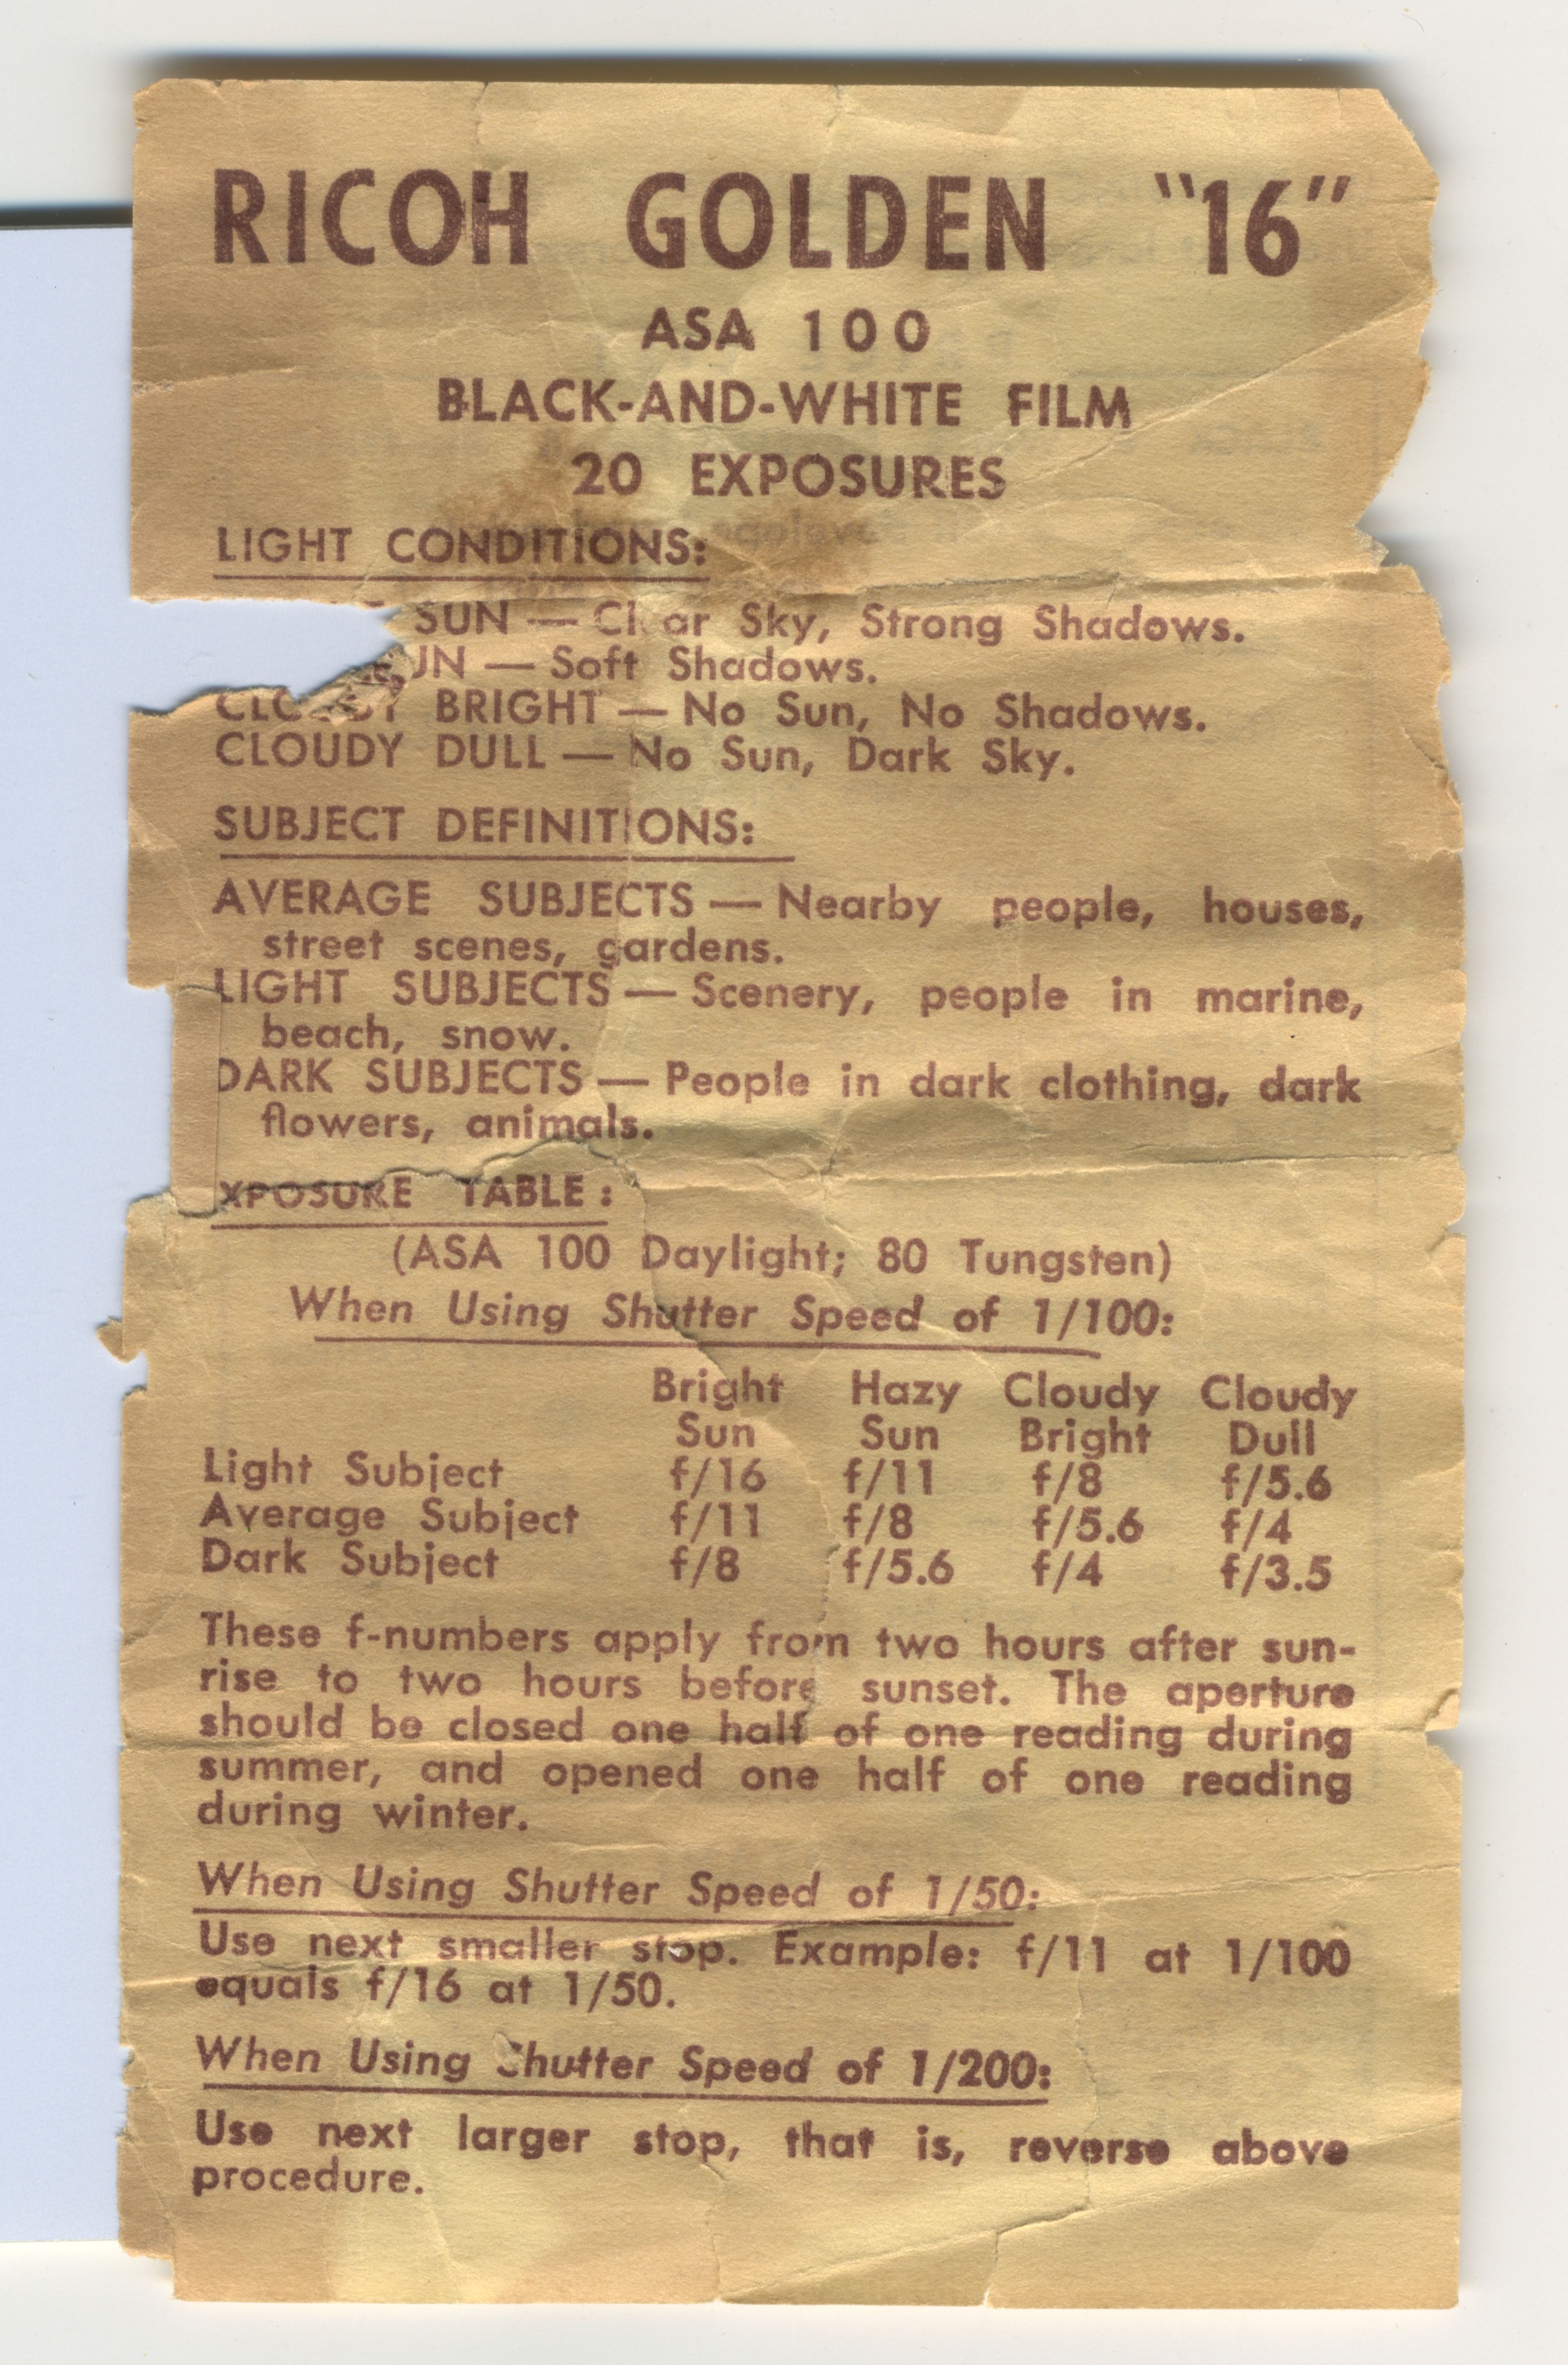 RICOH GOLDEN "16"
ASA 100
BLACK-AND-WHITE FILM
20 EXPOSURES
LIGHT CONDITIONS:
SUN — Clear Sky, Strong Shadows.
— Soft Shadows.
CLOUDY BRIGHT — No Sun, No Shadows.
CLOUDY DULL — No Sun, Dark Sky.
SUBJECT DEFINITIONS:
AVERAGE SUBJECTS — Nearby people, houses,
street scenes, gardens.
LIGHT SUBJECTS — Scenery, people in marine,
beach, snow.
DARK SUBJECTS — People in dark clothing, dark
flowers, animals.
XPOSURE TABLE:
(ASA 100 Daylight; 80 Tungsten)
When Using Shutter Speed of 1/100:
Bright Hazy Cloudy Cloudy
Sun Sun Bright Dull
Light Subject f/16 f/11 f/8 f/5.6
Average Subject f/11 f/8 f/5.6 f/4
Dark Subject f/8 f/5.6 f/4 f/3.5
These f-numbers apply from two hours after sun-
rise to two hours before sunset. The aperture
should be closed one half of one reading during
summer, and opened one half of one reading
during winter.
When Using Shutter Speed of 1/50:
Use next smaller stop. Example: f/11 at 1/100
equals f/16 at 1/50.
When Using Shutter Speed of 1/200:
Use next larger stop, that is, reverse above
procedure.